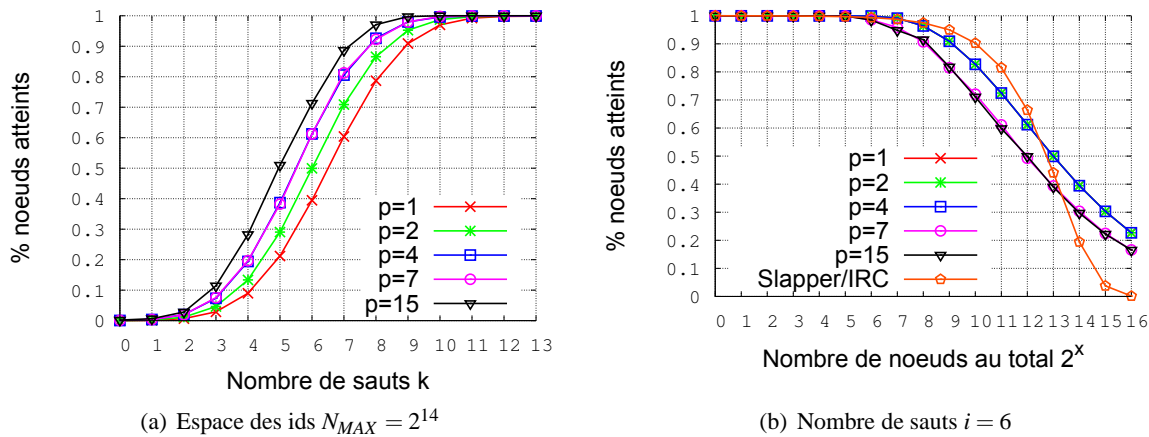 1
0.9
0.8
0.7
0.6
0.5
0.4
0.3
0.2
0.1
0
% noeuds atteints
p=1
p=2
p=4
p=7
p=15
0 1 2 3 4 5 6 7 8 9 10 11 12 13
Nombre de sauts k
(a) Espace des ids N_MAX = 2^14
1
0.9
0.8
0.7
0.6
0.5
0.4
0.3
0.2
0.1
0
% noeuds atteints
p=1
p=2
p=4
p=7
p=15
Slapper/IRC
0 1 2 3 4 5 6 7 8 9 10 11 12 13 14 15 16
Nombre de noeuds au total 2^x
(b) Nombre de sauts i = 6